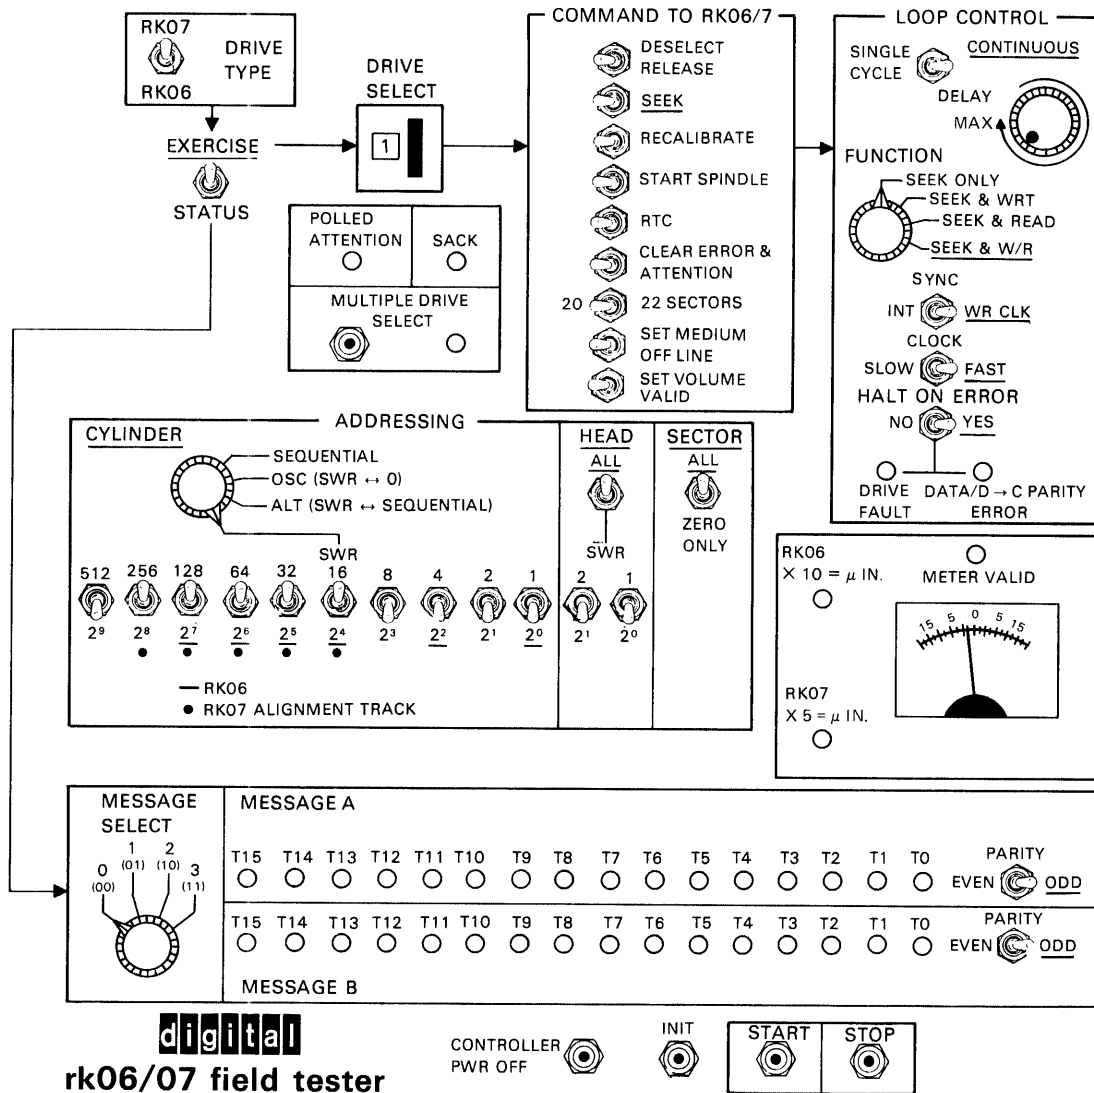 RK07
DRIVE
TYPE
RK06
EXERCISE
STATUS
DRIVE
SELECT
1
POLLED
ATTENTION
SACK
MULTIPLE DRIVE
SELECT
COMMAND TO RK06/7
DESELECT
RELEASE
SEEK
RECALIBRATE
START SPINDLE
RTC
CLEAR ERROR &
ATTENTION
20 22 SECTORS
SET MEDIUM
OFF LINE
SET VOLUME
VALID
LOOP CONTROL
SINGLE
CYCLE
CONTINUOUS
DELAY
MAX
FUNCTION
SEEK ONLY
SEEK & WRT
SEEK & READ
SEEK & W/R
SYNC
INT WR CLK
CLOCK
SLOW FAST
HALT ON ERROR
NO YES
DRIVE
FAULT
DATA/D → C PARITY
ERROR
ADDRESSING
CYLINDER
SEQUENTIAL
OSC (SWR ↔ 0)
ALT (SWR ↔ SEQUENTIAL)
SWR
512 256 128 64 32 16 8 4 2 1
2⁹ 2⁸ 2⁷ 2⁶ 2⁵ 2⁴ 2³ 2² 2¹ 2⁰
— RK06
● RK07 ALIGNMENT TRACK
HEAD
ALL
SWR
2 1
2¹ 2⁰
SECTOR
ALL
ZERO
ONLY
RK06
X 10 = μ IN.
METER VALID
15 5 0 5 15
RK07
X 5 = μ IN.
MESSAGE
SELECT
0 1 2 3
(00) (01) (10) (11)
MESSAGE A
T15 T14 T13 T12 T11 T10 T9 T8 T7 T6 T5 T4 T3 T2 T1 T0
PARITY
EVEN ODD
T15 T14 T13 T12 T11 T10 T9 T8 T7 T6 T5 T4 T3 T2 T1 T0
PARITY
EVEN ODD
MESSAGE B
digital
rk06/07 field tester
CONTROLLER
PWR OFF
INIT
START
STOP